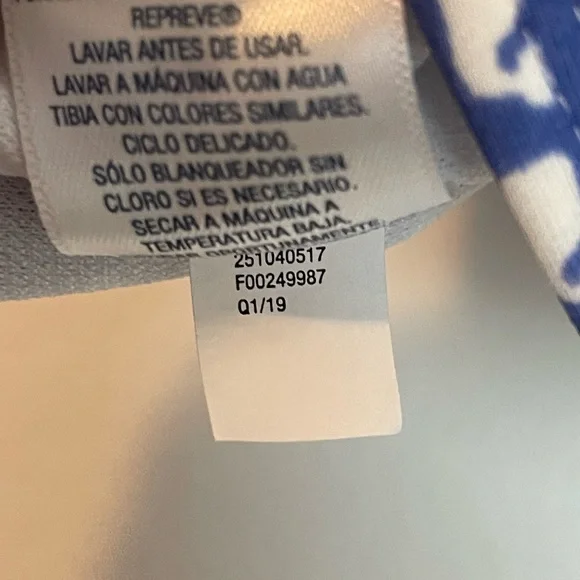 REPREVE®
LAVAR ANTES DE USAR.
LAVAR A MÁQUINA CON AGUA
TIBIA CON COLORES SIMILARES.
CICLO DELICADO.
SÓLO BLANQUEADOR SIN
CLORO SI ES NECESARIO.
SECAR A MÁQUINA A
TEMPERATURA BAJA.
251040517
F00249987
Q1/19